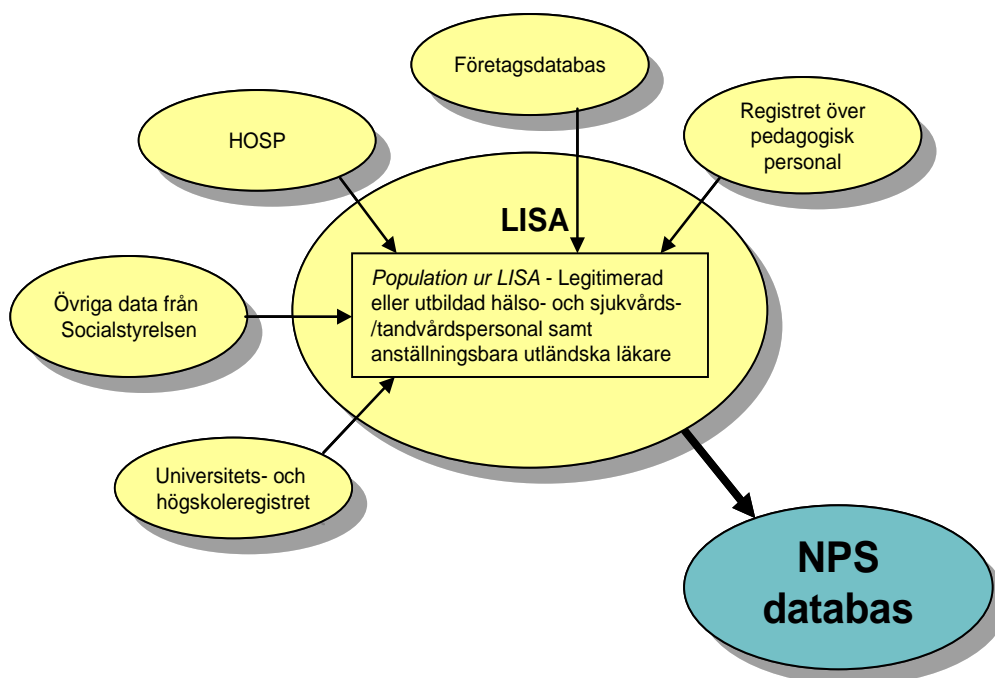 Företagsdatabas
HOSP
Registret över
pedagogisk
personal
LISA
Population ur LISA - Legitimerad
eller utbildad hälso- och sjukvårds-
/tandvårdspersonal samt
anställningsbara utländska läkare
Övriga data från
Socialstyrelsen
Universitets- och
högskoleregistret
NPS
databas